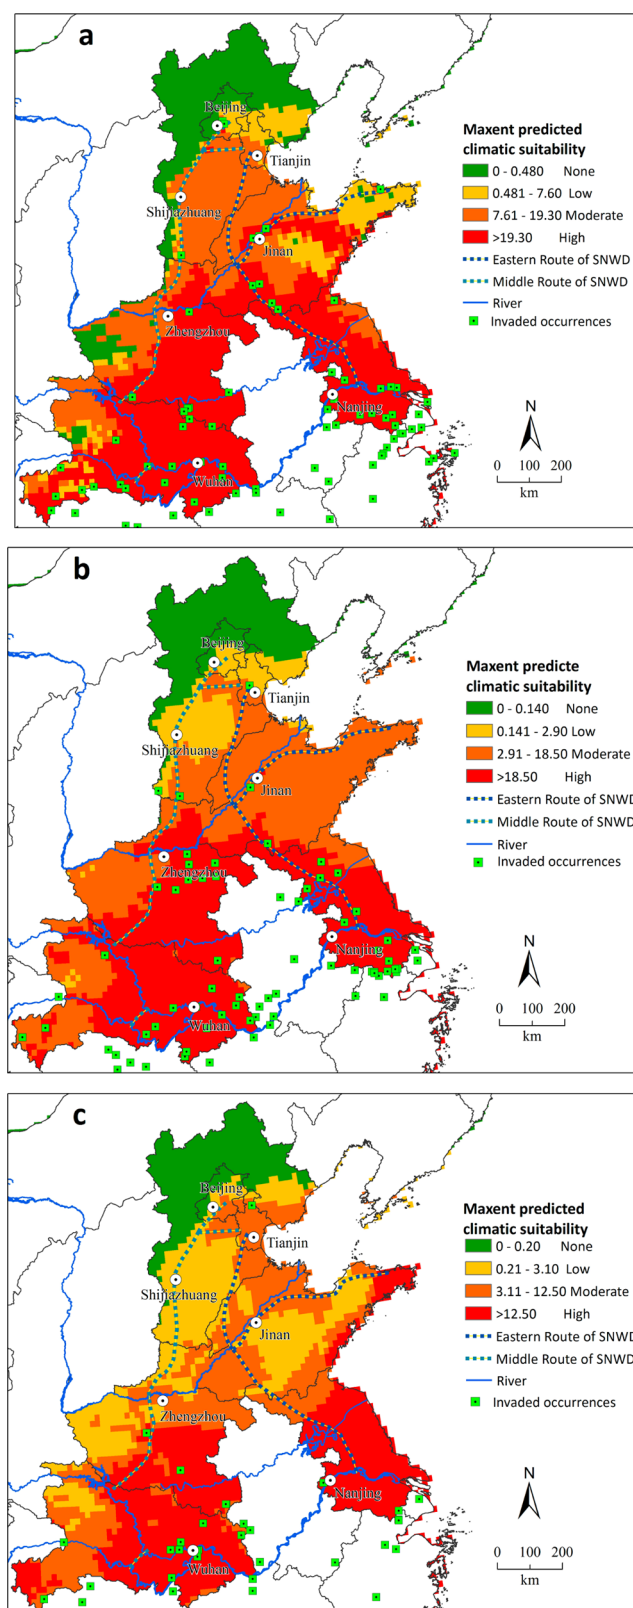 a
Beijing
Tianjin
Shijiazhuang
Jinan
Zhengzhou
Nanjing
Wuhan
Maxent predicted
climatic suitability
0 - 0.480 None
0.481 - 7.60 Low
7.61 - 19.30 Moderate
>19.30 High
Eastern Route of SNWD
Middle Route of SNWD
River
Invaded occurrences
N
0 100 200
km
b
Beijing
Tianjin
Shijiazhuang
Jinan
Zhengzhou
Nanjing
Wuhan
Maxent predicte
climatic suitability
0 - 0.140 None
0.141 - 2.90 Low
2.91 - 18.50 Moderate
>18.50 High
Eastern Route of SNWD
Middle Route of SNWD
River
Invaded occurrences
N
0 100 200
km
c
Beijing
Tianjin
Shijiazhuang
Jinan
Zhengzhou
Nanjing
Wuhan
Maxent predicted
climatic suitability
0 - 0.20 None
0.21 - 3.10 Low
3.11 - 12.50 Moderate
>12.50 High
Eastern Route of SNWD
Middle Route of SNWD
River
Invaded occurrences
N
0 100 200
km